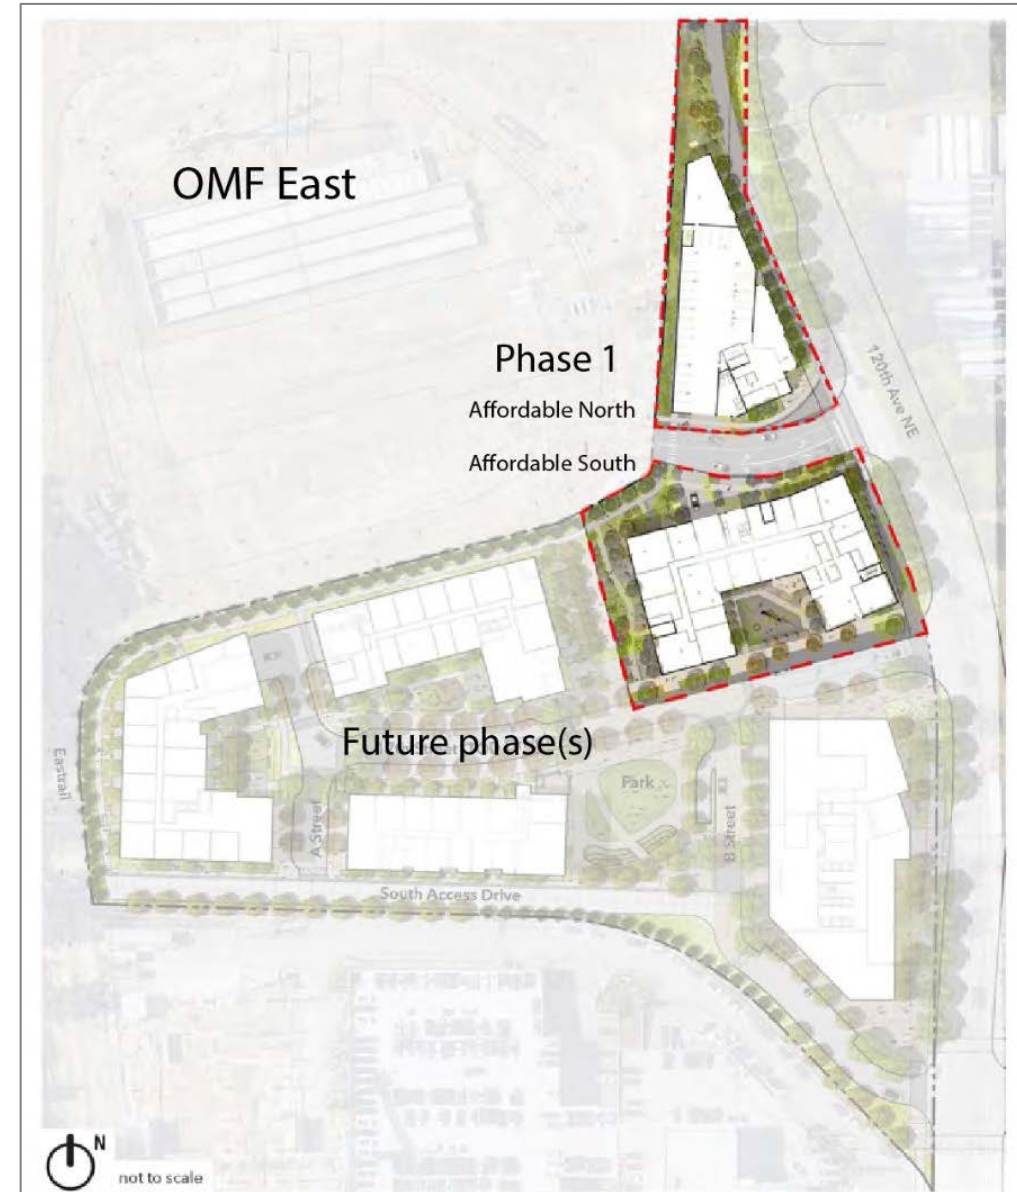 OMF East
120th Ave NE
Phase 1
Affordable North
Affordable South
Future phase(s)
Eastrail
A Street
Park
B Street
South Access Drive
N
not to scale